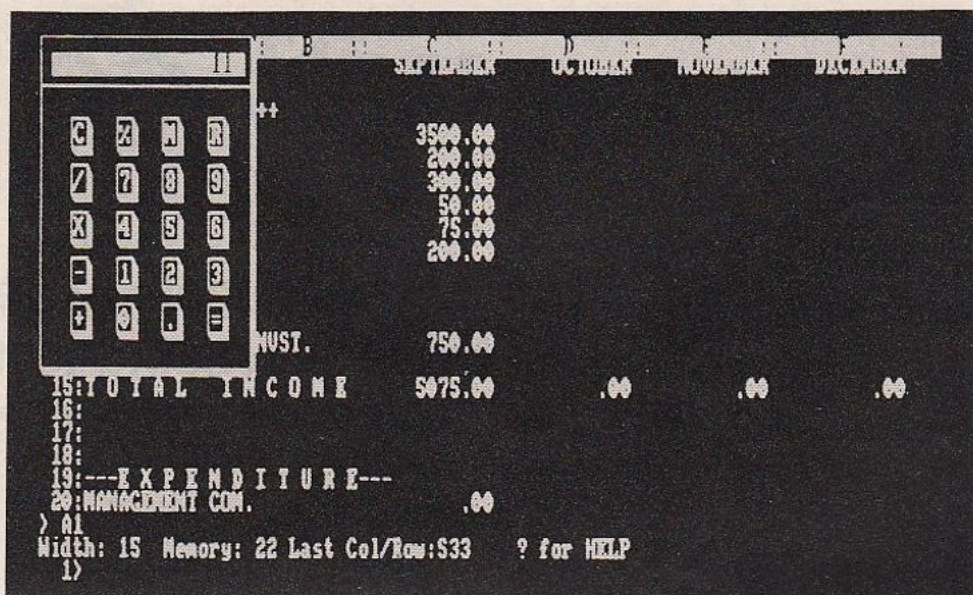 11
C % M R
/ 7 8 9
X 4 5 6
- 1 2 3
+ 0 . =
B :: C :: D :: E :: F
SEPTEMBER OCTOBER NOVEMBER DECEMBER
++
3500.00
200.00
300.00
50.00
75.00
200.00
NVST. 750.00
15:T O T A L   I N C O M E 5075.00 .00 .00 .00
16:
17:
18:
19:---E X P E N D I T U R E---
20:MANAGEMENT COM. .00
> A1
Width: 15 Memory: 22 Last Col/Row:S33 ? for HELP
1>